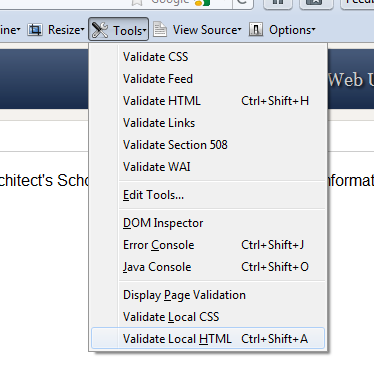 Google
Feedb
line Resize Tools View Source Options
Validate CSS
Validate Feed
Validate HTML Ctrl+Shift+H
Web U
Validate Links
Validate Section 508
Validate WAI
chitect's Scho
nformat
Edit Tools...
DOM Inspector
Error Console Ctrl+Shift+J
Java Console Ctrl+Shift+O
Display Page Validation
Validate Local CSS
Validate Local HTML Ctrl+Shift+A